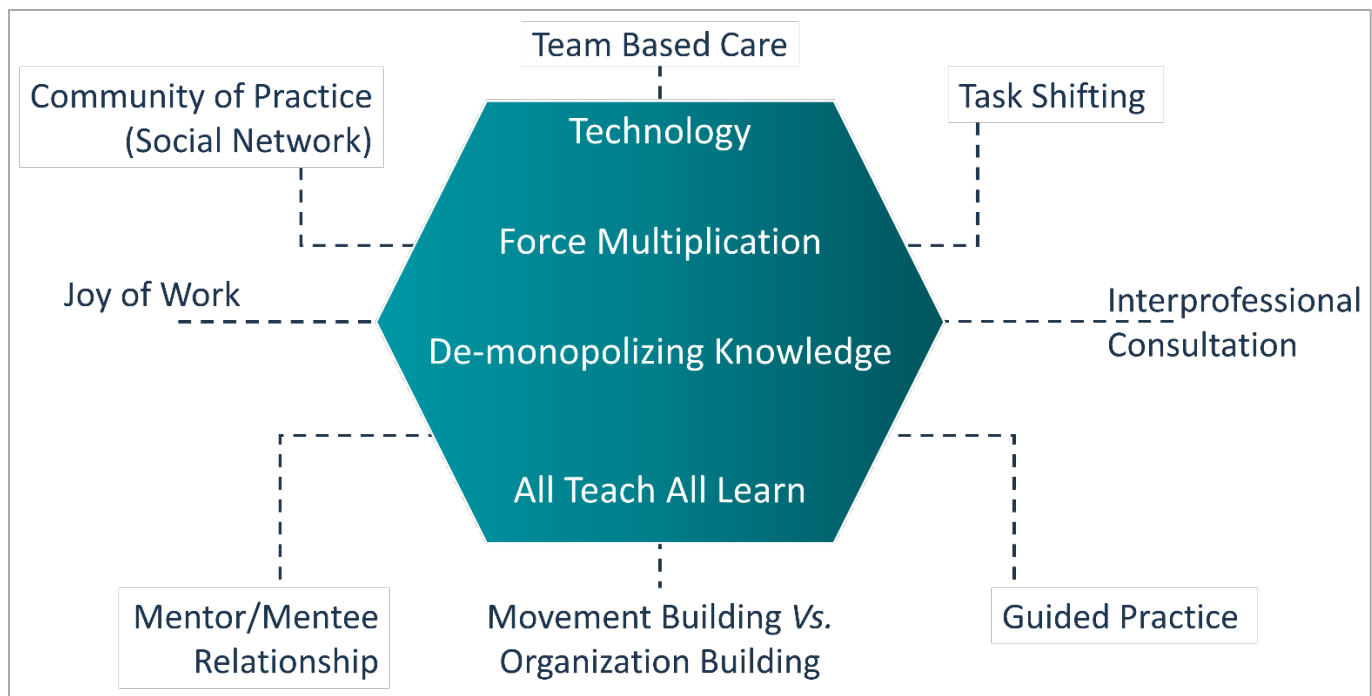 Team Based Care
Community of Practice
(Social Network)
Task Shifting
Technology
Force Multiplication
Joy of Work
Interprofessional
Consultation
De-monopolizing Knowledge
All Teach All Learn
Mentor/Mentee
Relationship
Movement Building Vs.
Organization Building
Guided Practice